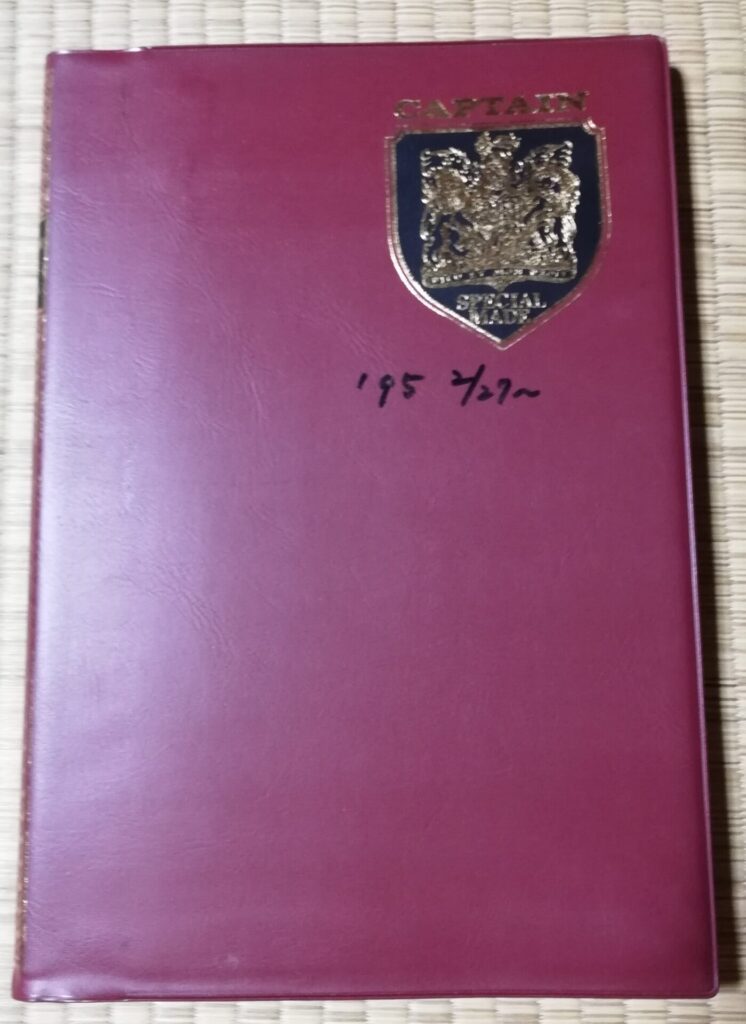 CAPTAIN
SPECIAL
MADE
'95 2/27~